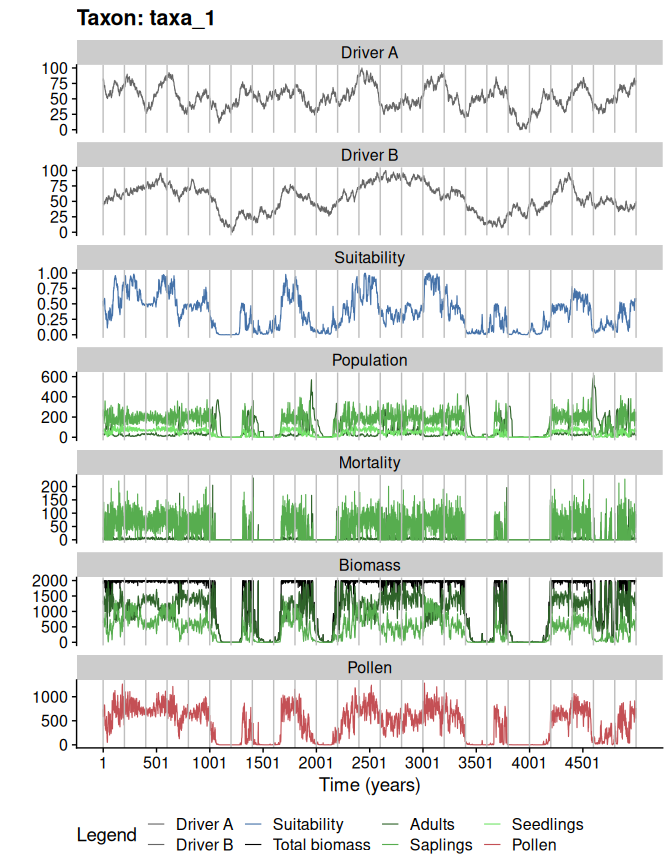 Taxon: taxa_1
Driver A
100
75
50
25
0
Driver B
100
75
50
25
0
Suitability
1.00
0.75
0.50
0.25
0.00
Population
600
400
200
0
Mortality
200
150
100
50
0
Biomass
2000
1500
1000
500
0
Pollen
1000
500
0
1 501 1001 1501 2001 2501 3001 3501 4001 4501
Time (years)
Legend
Driver A Suitability Adults Seedlings
Driver B Total biomass Saplings Pollen